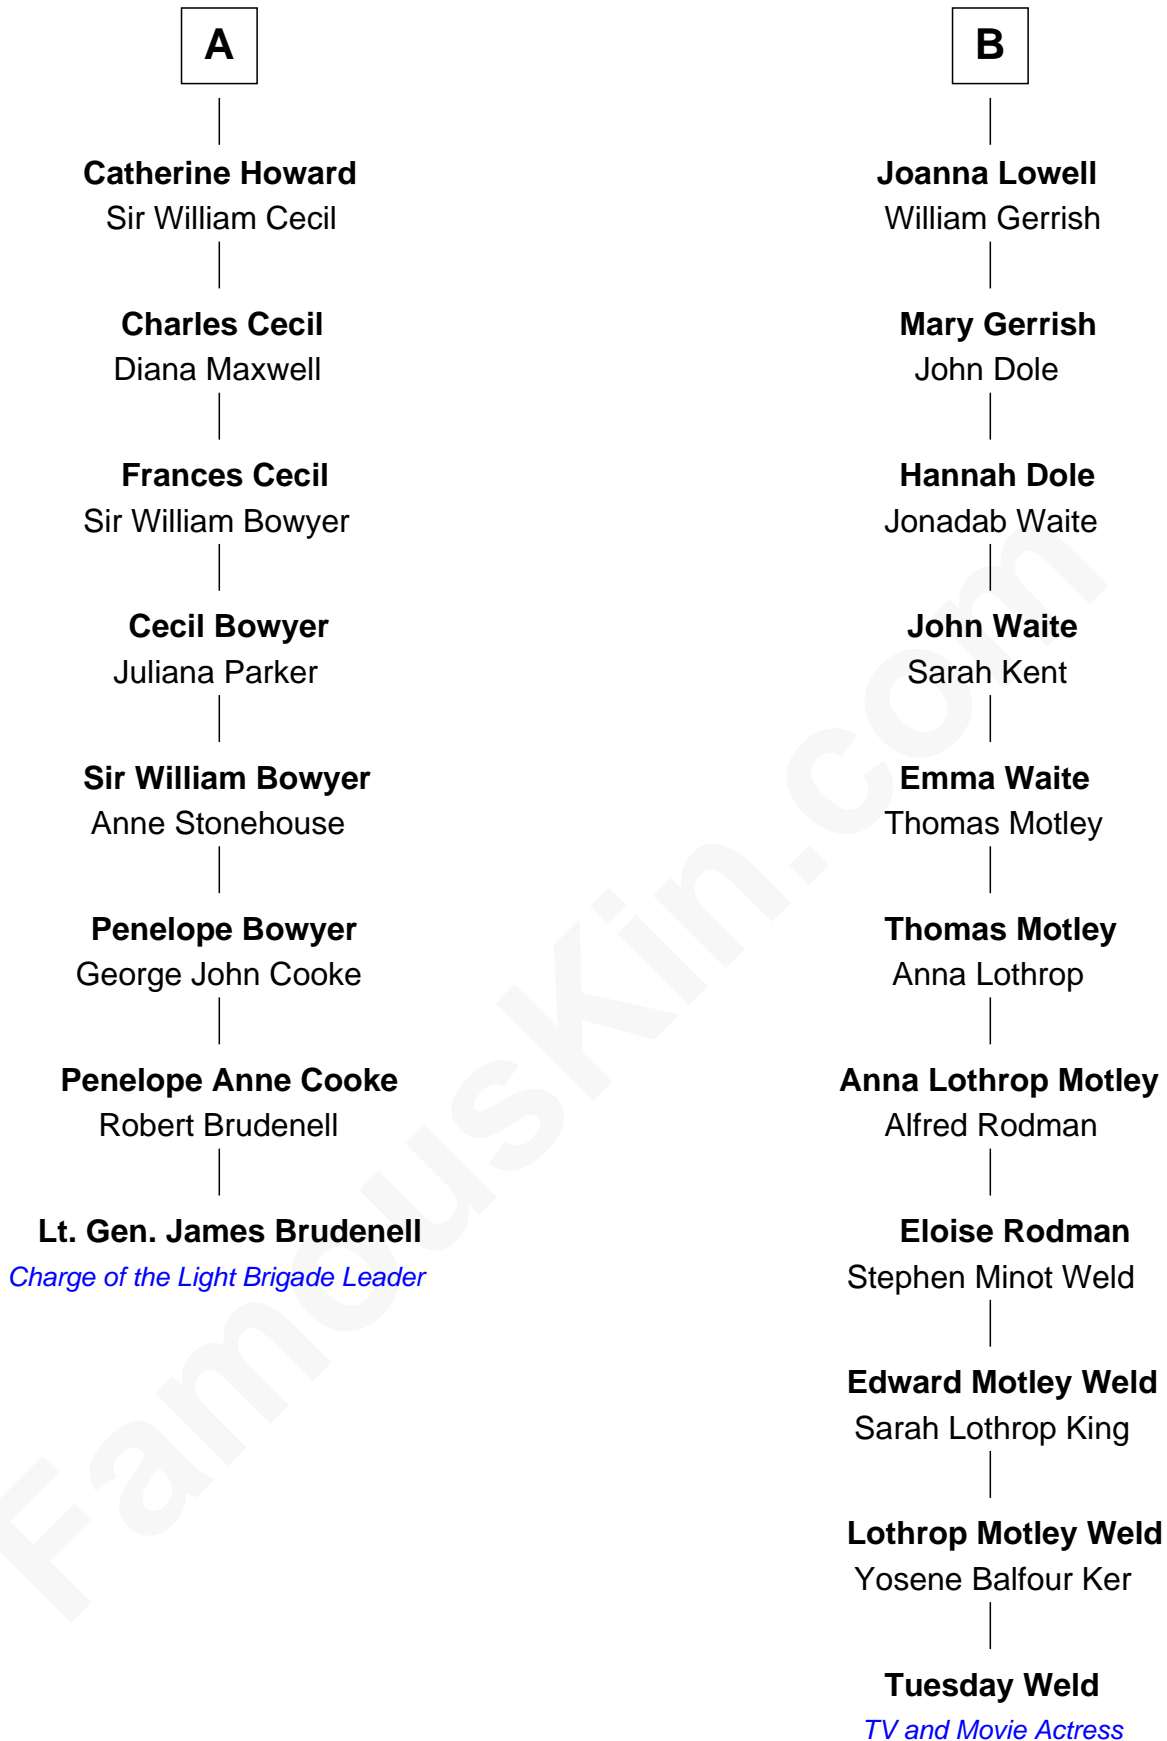 A
Catherine Howard
Sir William Cecil
Charles Cecil
Diana Maxwell
Frances Cecil
Sir William Bowyer
Cecil Bowyer
Juliana Parker
Sir William Bowyer
Anne Stonehouse
Penelope Bowyer
George John Cooke
Penelope Anne Cooke
Robert Brudenell
Lt. Gen. James Brudenell
Charge of the Light Brigade Leader
B
Joanna Lowell
William Gerrish
Mary Gerrish
John Dole
Hannah Dole
Jonadab Waite
John Waite
Sarah Kent
Emma Waite
Thomas Motley
Thomas Motley
Anna Lothrop
Anna Lothrop Motley
Alfred Rodman
Eloise Rodman
Stephen Minot Weld
Edward Motley Weld
Sarah Lothrop King
Lothrop Motley Weld
Yosene Balfour Ker
Tuesday Weld
TV and Movie Actress
FamousKin.com